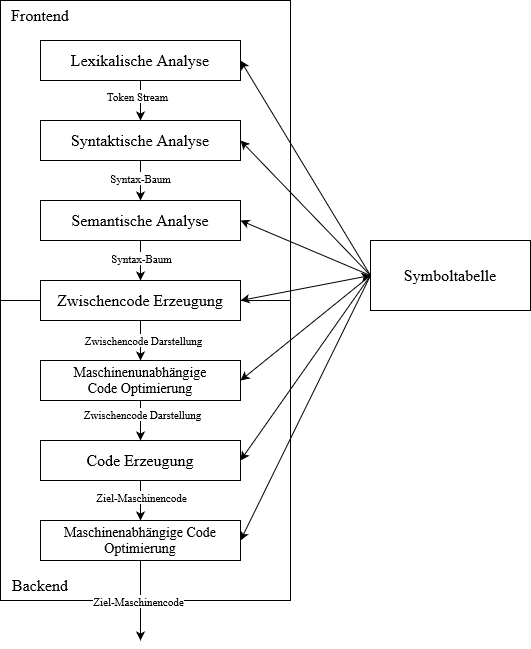 Frontend
Lexikalische Analyse
Token Stream
Syntaktische Analyse
Syntax-Baum
Semantische Analyse
Syntax-Baum
Zwischencode Erzeugung
Symboltabelle
Zwischencode Darstellung
Maschinenunabhängige
Code Optimierung
Zwischencode Darstellung
Code Erzeugung
Ziel-Maschinencode
Maschinenabhängige Code
Optimierung
Backend
Ziel-Maschinencode